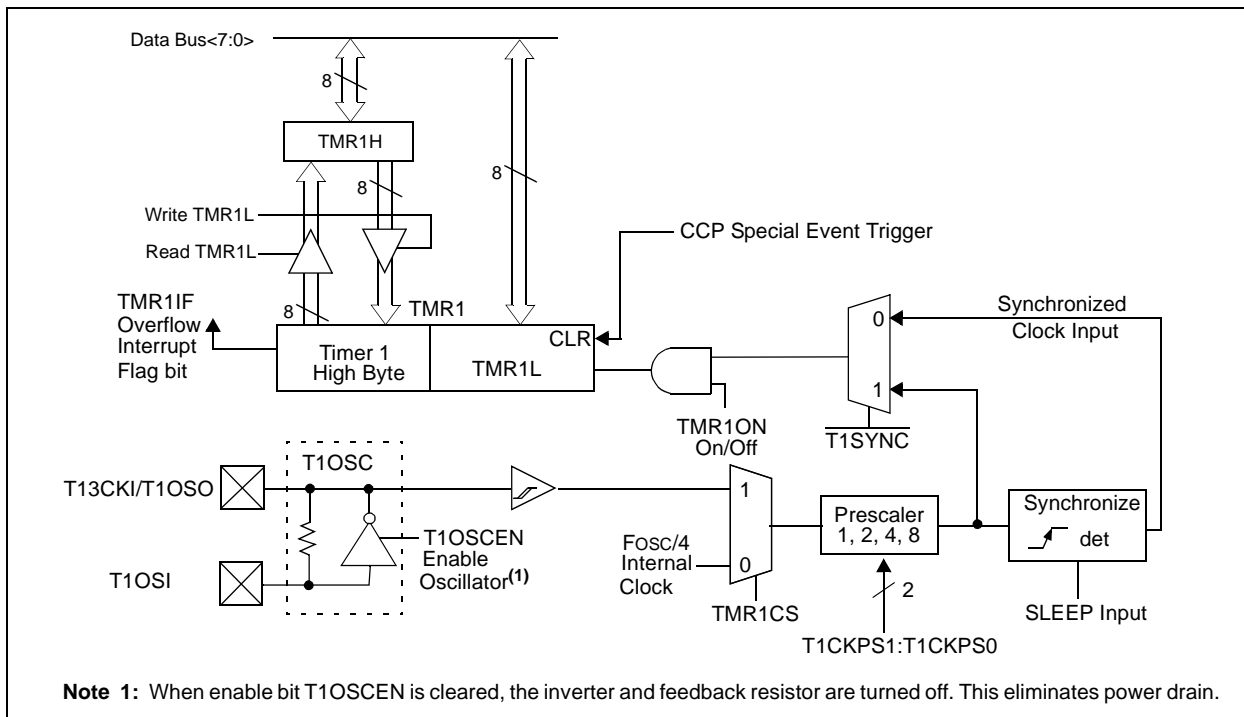 Data Bus<7:0>
8
TMR1H
8
8
Write TMR1L
CCP Special Event Trigger
Read TMR1L
8
TMR1
TMR1IF
Overflow
Interrupt
Flag bit
Timer 1
High Byte
TMR1L
CLR
0
1
Synchronized
Clock Input
TMR1ON
On/Off
T1SYNC
T1OSC
T13CKI/T1OSO
T1OSI
T1OSCEN
Enable
Oscillator(1)
1
0
FOSC/4
Internal
Clock
TMR1CS
Prescaler
1, 2, 4, 8
2
T1CKPS1:T1CKPS0
Synchronize
det
SLEEP Input
Note 1: When enable bit T1OSCEN is cleared, the inverter and feedback resistor are turned off. This eliminates power drain.